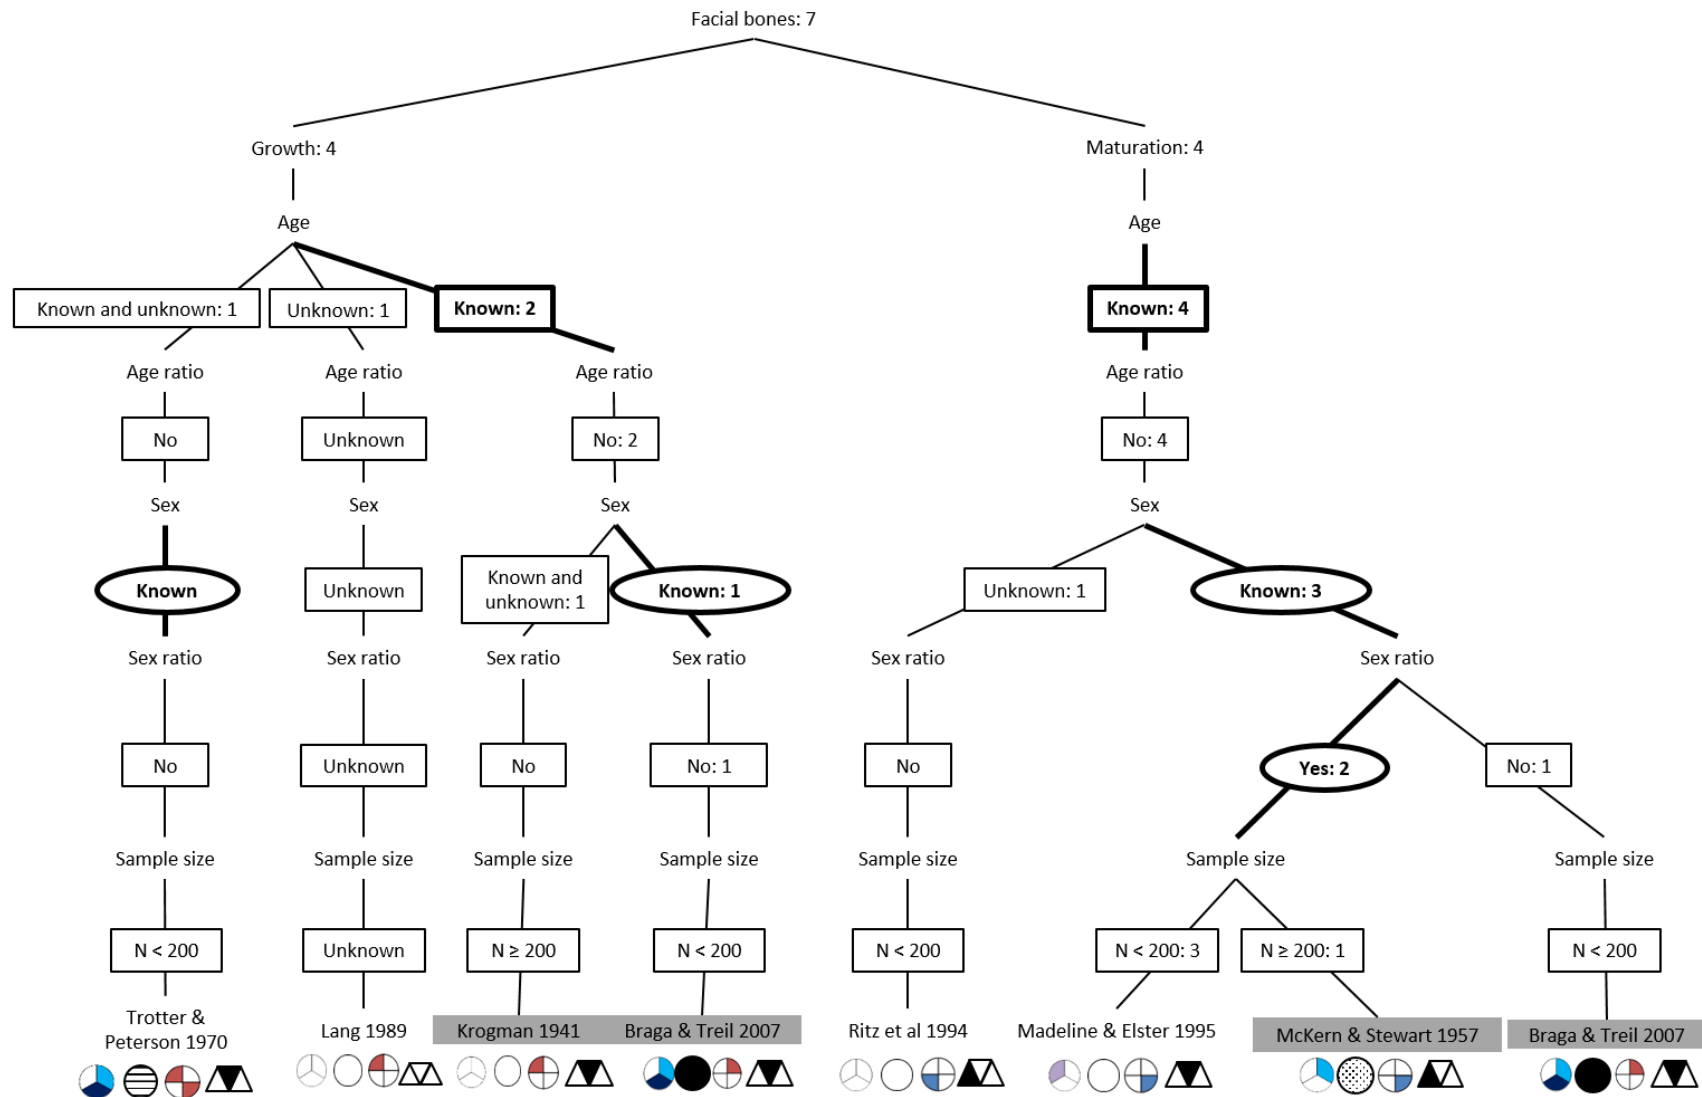 Facial bones: 7
Growth: 4
Maturation: 4
Age
Age
Known and unknown: 1
Unknown: 1
Known: 2
Known: 4
Age ratio
Age ratio
Age ratio
Age ratio
No
Unknown
No: 2
No: 4
Sex
Sex
Sex
Sex
Known
Unknown
Known and
unknown: 1
Known: 1
Unknown: 1
Known: 3
Sex ratio
Sex ratio
Sex ratio
Sex ratio
Sex ratio
Sex ratio
No
Unknown
No
No: 1
No
Yes: 2
No: 1
Sample size
Sample size
Sample size
Sample size
Sample size
Sample size
Sample size
N < 200
Unknown
N ≥ 200
N < 200
N < 200
N < 200: 3
N ≥ 200: 1
N < 200
Trotter &
Peterson 1970
Lang 1989
Krogman 1941
Braga & Treil 2007
Ritz et al 1994
Madeline & Elster 1995
McKern & Stewart 1957
Braga & Treil 2007